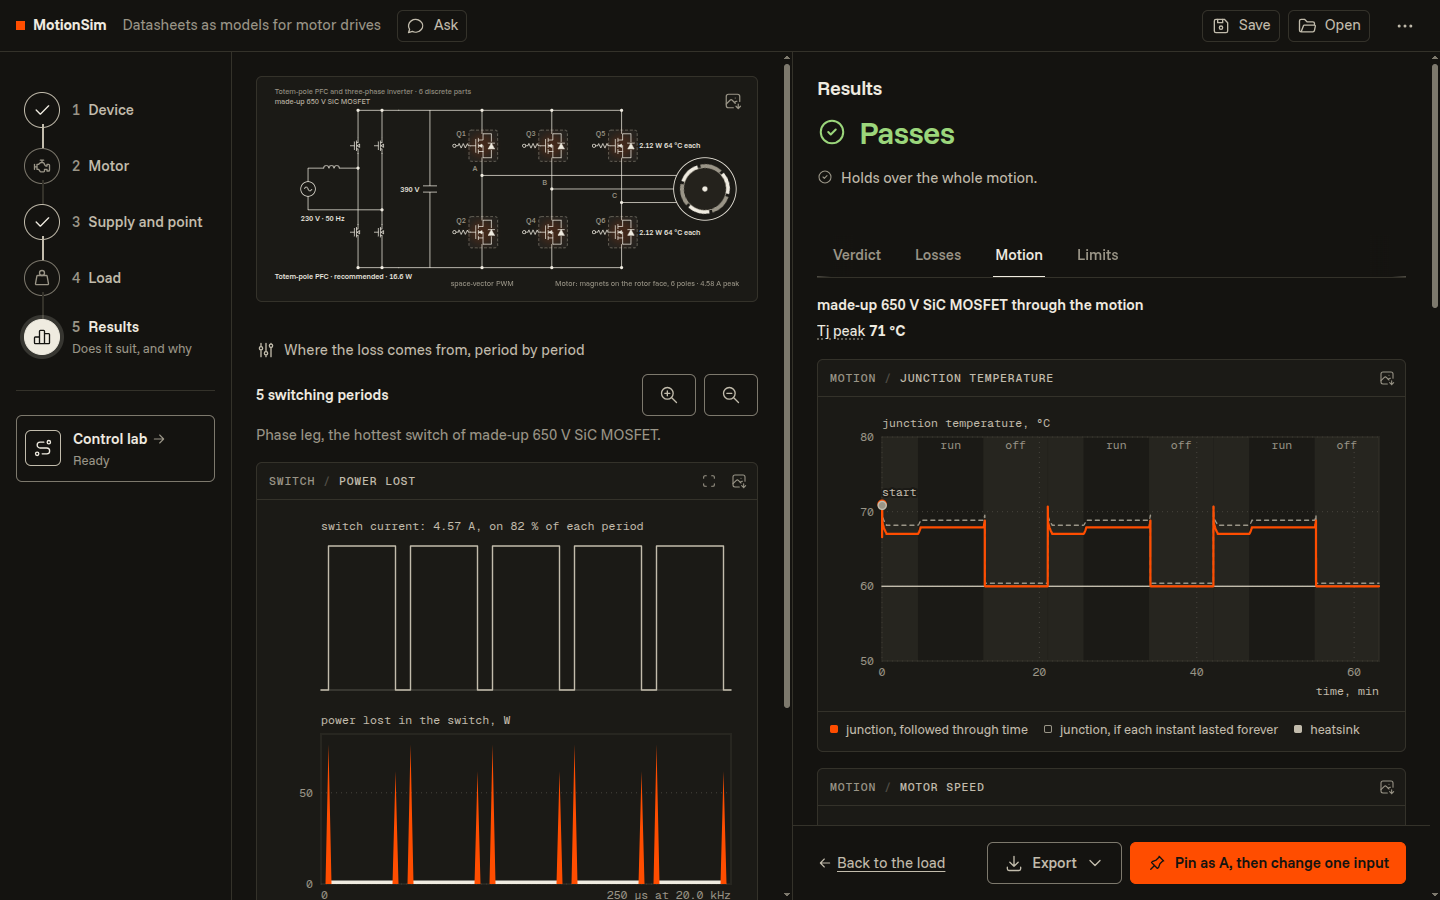 MotionSim
Datasheets as models for motor drives
Ask
Save
Open
1 Device
2 Motor
3 Supply and point
4 Load
5 Results
Does it suit, and why
Control lab →
Ready
Totem-pole PFC and three-phase inverter · 6 discrete parts
made-up 650 V SiC MOSFET
Q1
Q3
Q5
2.12 W 64 °C each
A
B
C
390 V
230 V · 50 Hz
Q2
Q4
Q6
2.12 W 64 °C each
Totem-pole PFC · recommended · 16.6 W
space-vector PWM
Motor: magnets on the rotor face, 6 poles · 4.58 A peak
Where the loss comes from, period by period
5 switching periods
Phase leg, the hottest switch of made-up 650 V SiC MOSFET.
SWITCH / POWER LOST
switch current: 4.57 A, on 82 % of each period
power lost in the switch, W
50
0
0
250 µs at 20.0 kHz
Results
Passes
Holds over the whole motion.
Verdict
Losses
Motion
Limits
made-up 650 V SiC MOSFET through the motion
Tj peak 71 °C
MOTION / JUNCTION TEMPERATURE
junction temperature, °C
80
run
off
run
off
run
off
start
70
60
50
0
20
40
60
time, min
junction, followed through time
junction, if each instant lasted forever
heatsink
MOTION / MOTOR SPEED
← Back to the load
Export
Pin as A, then change one input